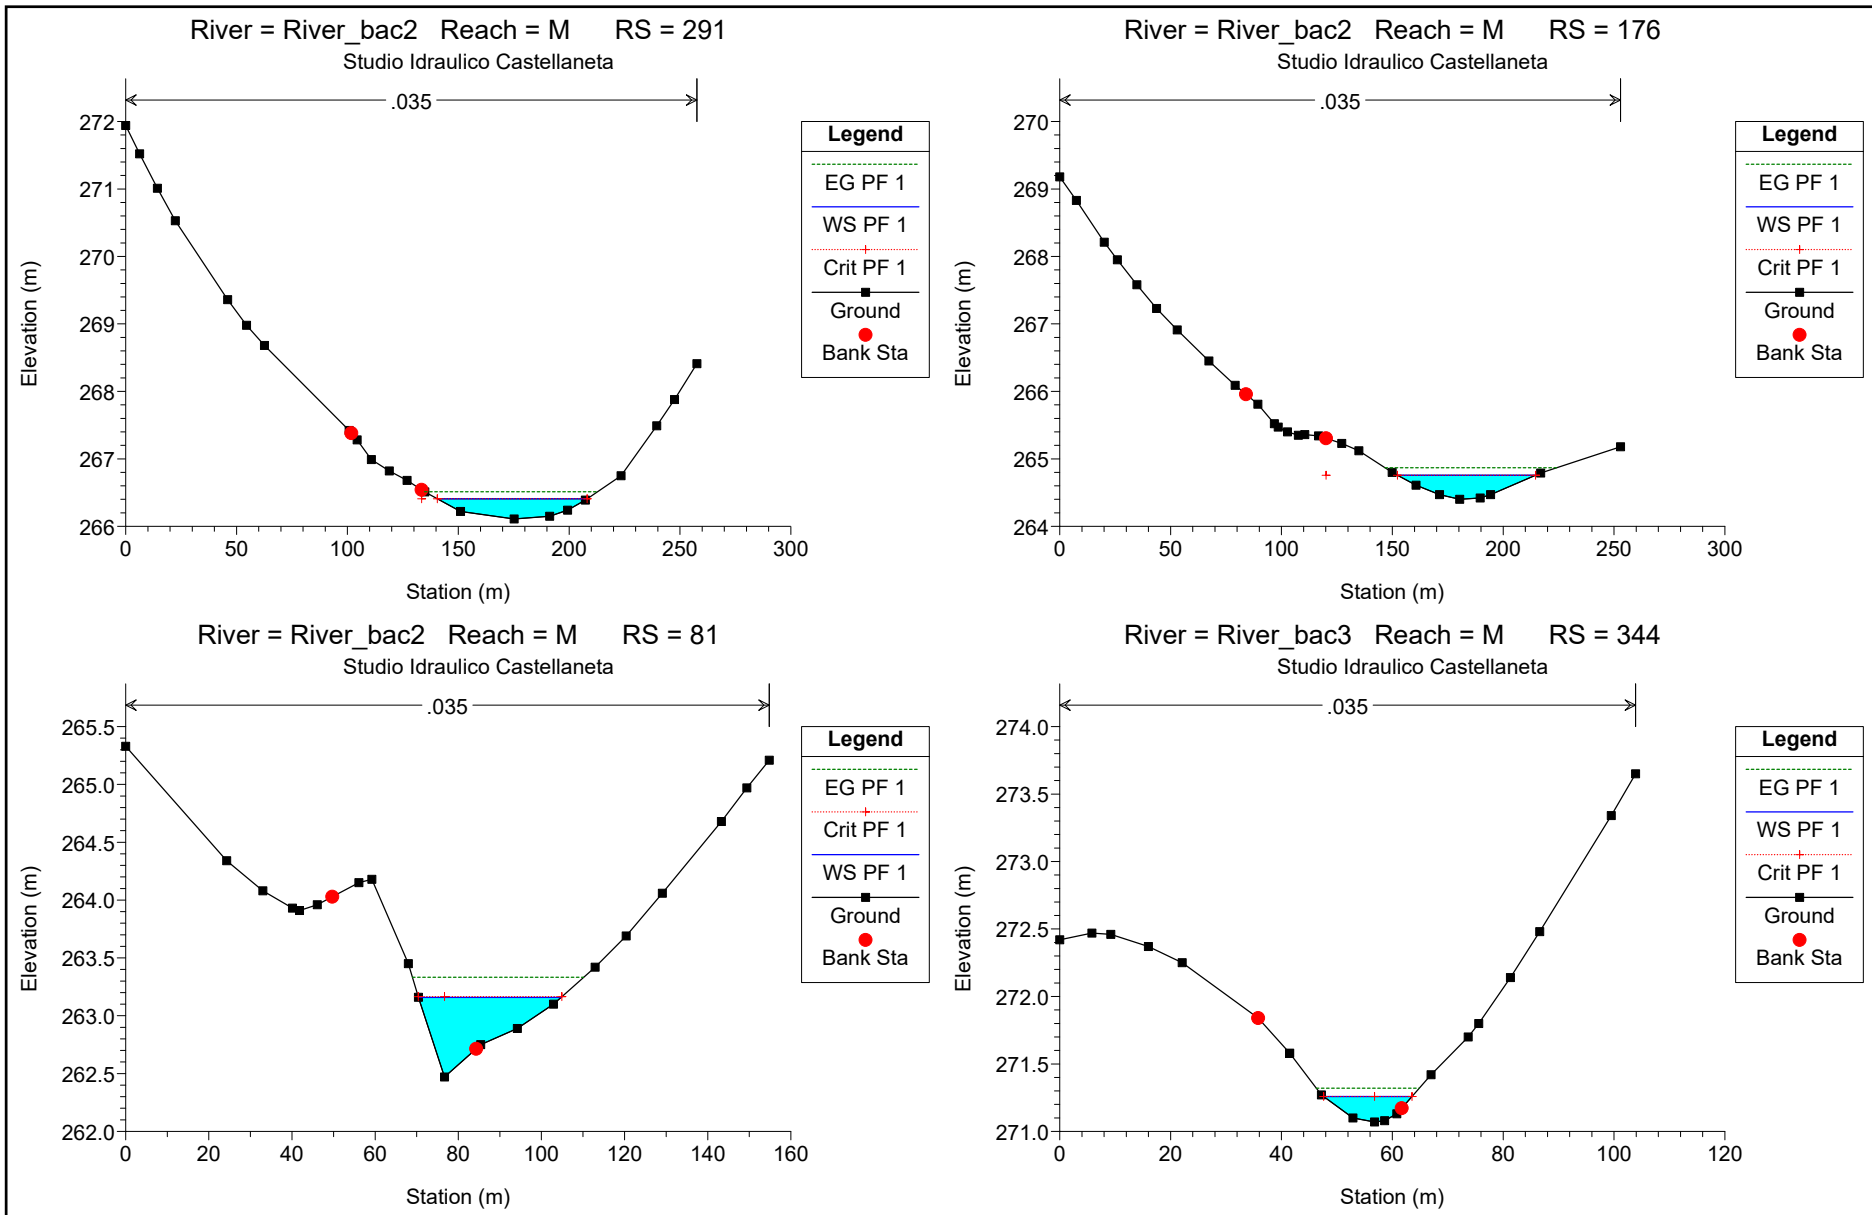 River = River_bac2 Reach = M RS = 291
Studio Idraulico Castellaneta
.035
272
271
270
269
268
267
266
Elevation (m)
0 50 100 150 200 250 300
Station (m)
Legend
EG PF 1
WS PF 1
Crit PF 1
Ground
Bank Sta
River = River_bac2 Reach = M RS = 176
Studio Idraulico Castellaneta
.035
270
269
268
267
266
265
264
Elevation (m)
0 50 100 150 200 250 300
Station (m)
Legend
EG PF 1
WS PF 1
Crit PF 1
Ground
Bank Sta
River = River_bac2 Reach = M RS = 81
Studio Idraulico Castellaneta
.035
265.5
265.0
264.5
264.0
263.5
263.0
262.5
262.0
Elevation (m)
0 20 40 60 80 100 120 140 160
Station (m)
Legend
EG PF 1
Crit PF 1
WS PF 1
Ground
Bank Sta
River = River_bac3 Reach = M RS = 344
Studio Idraulico Castellaneta
.035
274.0
273.5
273.0
272.5
272.0
271.5
271.0
Elevation (m)
0 20 40 60 80 100 120
Station (m)
Legend
EG PF 1
WS PF 1
Crit PF 1
Ground
Bank Sta